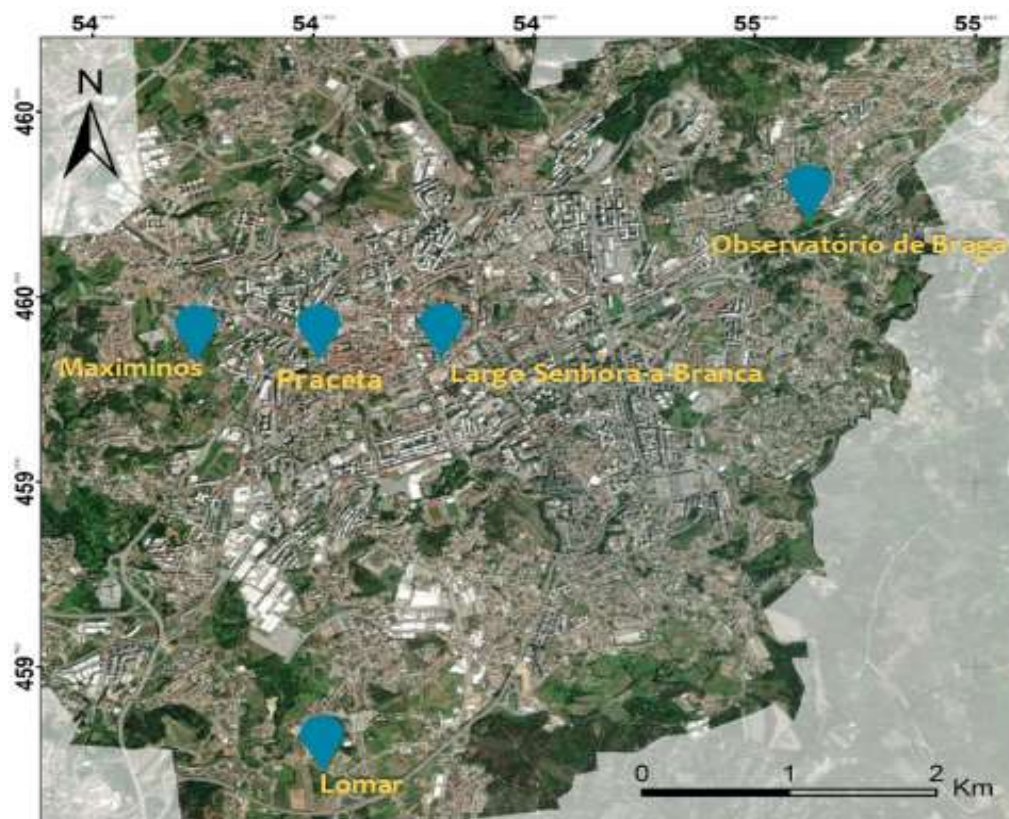 54 54 54 55 55
460
N
Observatório de Braga
460
Maximinos
Praceta
Largo Senhora-a-Branca
459
459
Lomar
0 1 2 Km